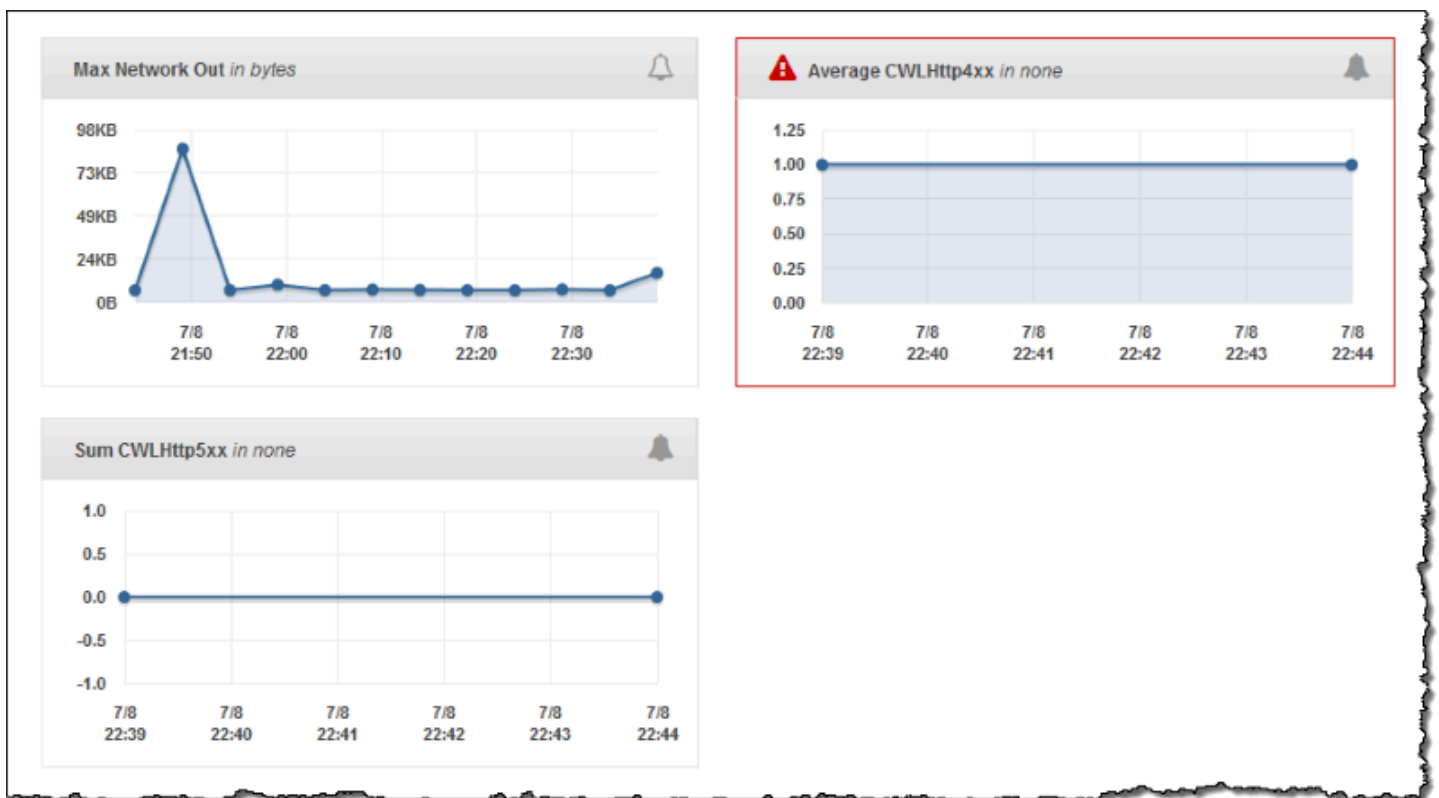 Max Network Out in bytes
98KB
73KB
49KB
24KB
0B
7/8 7/8 7/8 7/8 7/8
21:50 22:00 22:10 22:20 22:30
Average CWLHttp4xx in none
1.25
1.00
0.75
0.50
0.25
0.00
7/8 7/8 7/8 7/8 7/8 7/8
22:39 22:40 22:41 22:42 22:43 22:44
Sum CWLHttp5xx in none
1.0
0.5
0.0
-0.5
-1.0
7/8 7/8 7/8 7/8 7/8 7/8
22:39 22:40 22:41 22:42 22:43 22:44